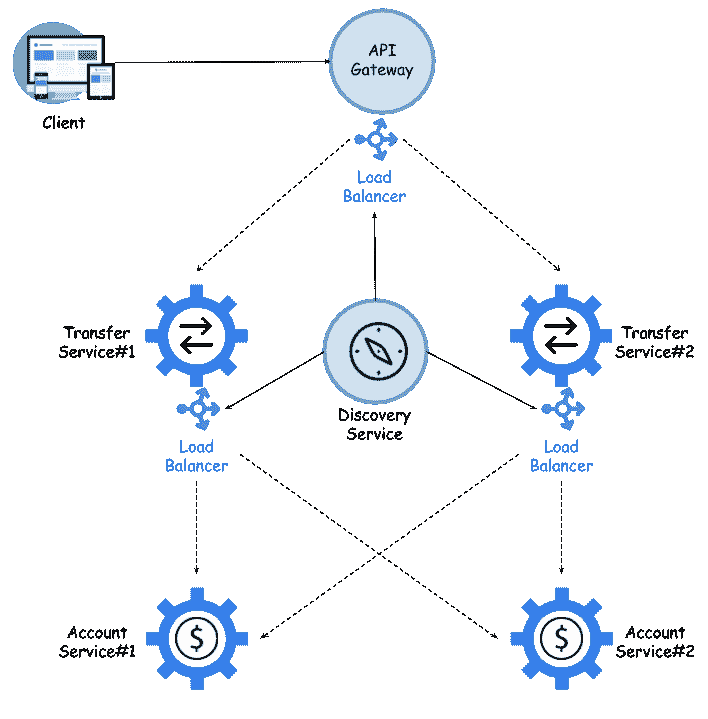 API
Gateway
Client
Load
Balancer
Transfer
Service#1
Transfer
Service#2
Discovery
Service
Load
Balancer
Load
Balancer
Account
Service#1
Account
Service#2